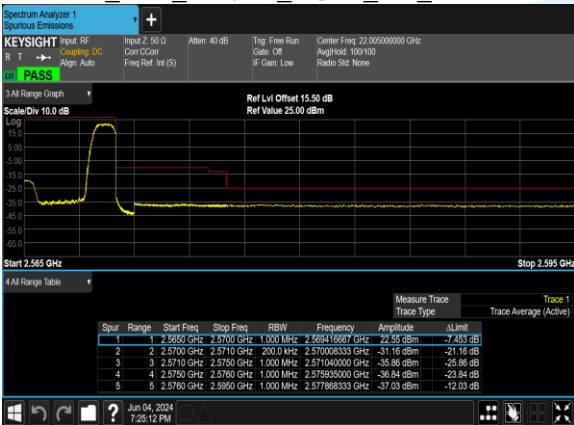 Spectrum Analyzer 1
Spurious Emissions
+
KEYSIGHT Input: RF Input Z: 50 Ω Atten: 40 dB Trig: Free Run Center Freq: 22.005000000 GHz
R T Coupling: DC Corr CCorr Gate: Off Avg|Hold: 100/100
Align: Auto Freq Ref: Int (S) IF Gain: Low Radio Std: None
PASS
3 All Range Graph
Ref Lvl Offset 15.50 dB
Scale/Div 10.0 dB Ref Value 25.00 dBm
Log
15.0
5.00
-5.00
-15.0
-25.0
-35.0
-45.0
-55.0
-65.0
Start 2.565 GHz Stop 2.595 GHz
4 All Range Table
Measure Trace Trace 1
Trace Type Trace Average (Active)
Spur Range Start Freq Stop Freq RBW Frequency Amplitude ΔLimit
1 1 2.5650 GHz 2.5700 GHz 1.000 MHz 2.569416667 GHz 22.55 dBm -7.453 dB
2 2 2.5700 GHz 2.5710 GHz 200.0 kHz 2.570008333 GHz -31.16 dBm -21.16 dB
3 3 2.5710 GHz 2.5750 GHz 1.000 MHz 2.571040000 GHz -35.86 dBm -25.86 dB
4 4 2.5750 GHz 2.5760 GHz 1.000 MHz 2.575935000 GHz -36.84 dBm -23.84 dB
5 5 2.5760 GHz 2.5950 GHz 1.000 MHz 2.577868333 GHz -37.03 dBm -12.03 dB
? Jun 04, 2024
7:25:12 PM